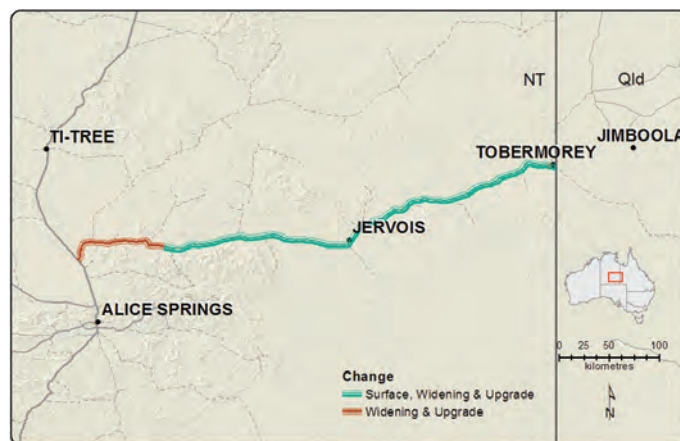 NT
Qld
TI-TREE
JIMBOOLA
TOBERMOREY
JERVOIS
ALICE SPRINGS
0 25 50 100
kilometres
Change
Surface, Widening & Upgrade
Widening & Upgrade
N